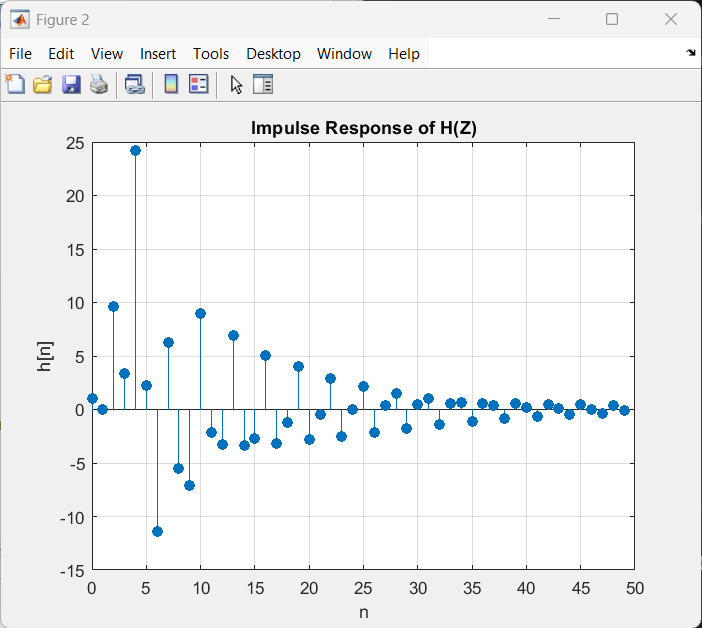 Figure 2
File Edit View Insert Tools Desktop Window Help
Impulse Response of H(Z)
25
20
15
10
5
0
-5
-10
-15
h[n]
0 5 10 15 20 25 30 35 40 45 50
n